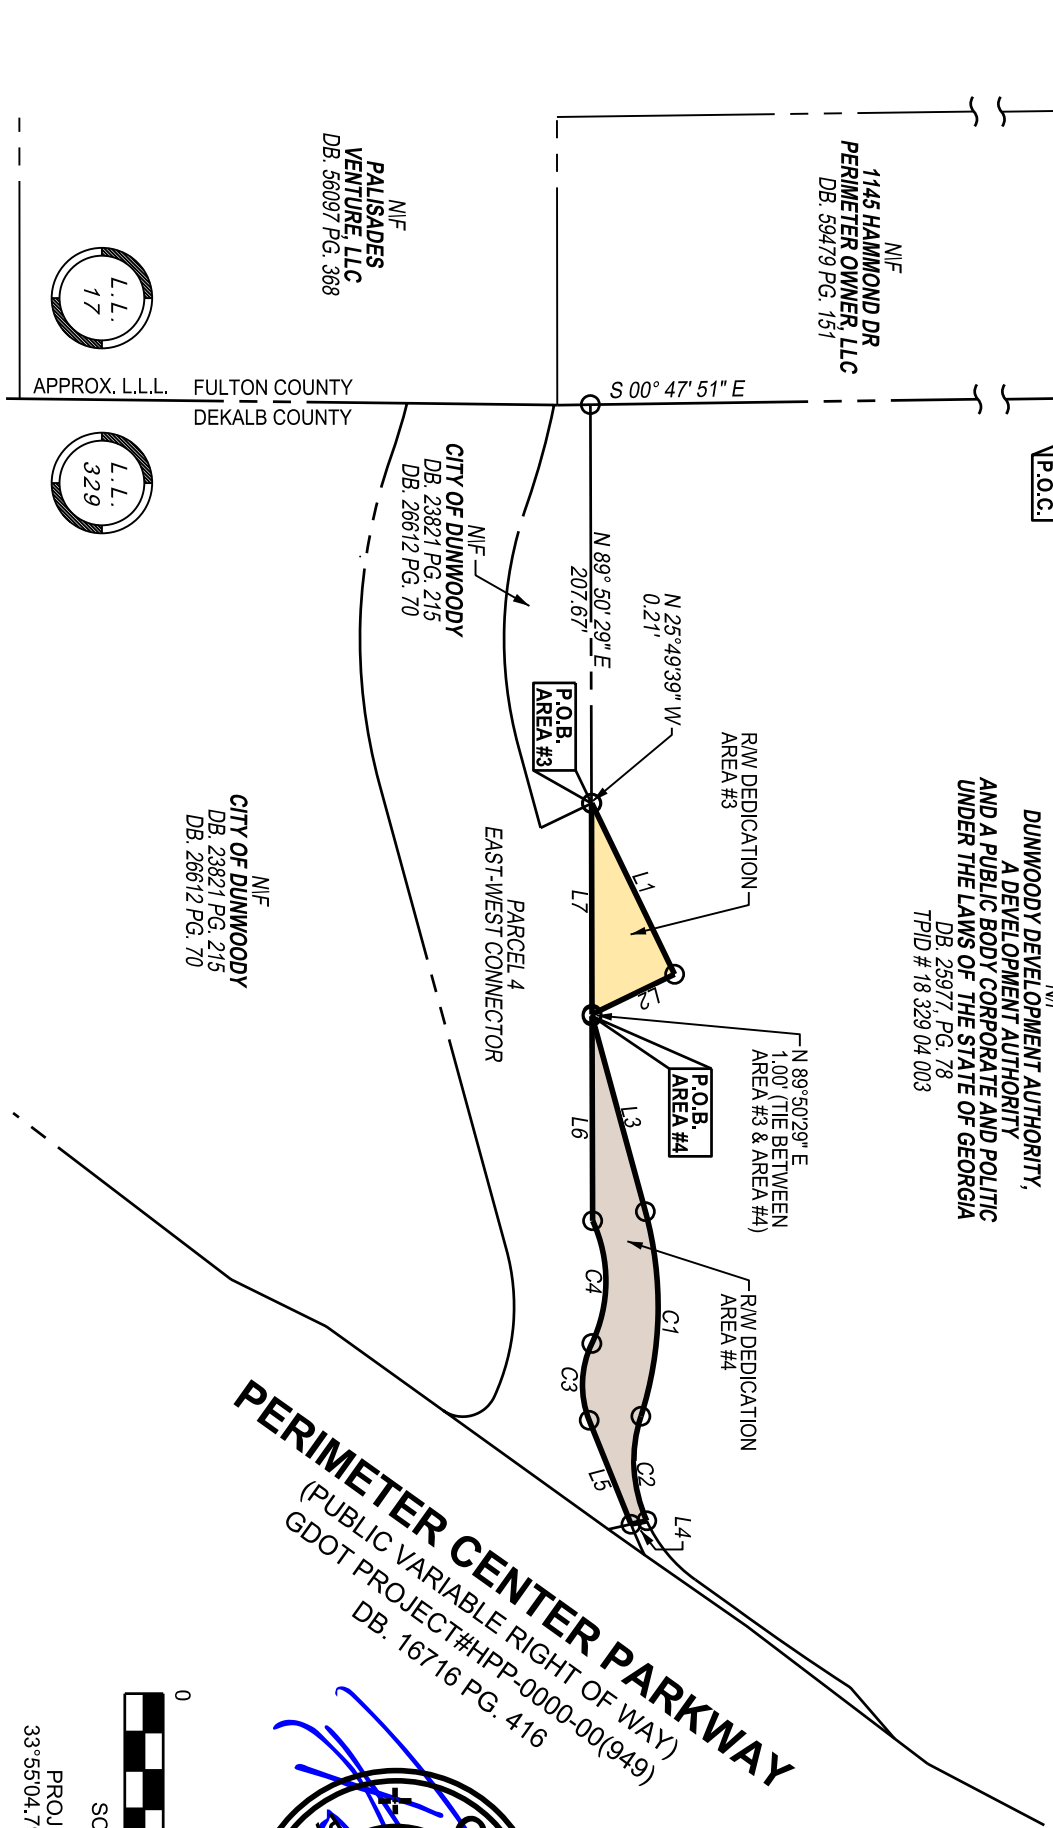 N/F
1145 HAMMOND DR
PERIMETER OWNER, LLC
DB. 59479 PG. 151
N/F
PALISADES
VENTURE, LLC
DB. 56097 PG. 368
L.L.
17
L.L.
329
APPROX. L.L.L.
FULTON COUNTY
DEKALB COUNTY
S 00° 47' 51" E
P.O.C.
N/F
CITY OF DUNWOODY
DB. 23821 PG. 215
DB. 26612 PG. 70
N 89° 50' 29" E
207.67'
N 25°49'39" W
0.21'
P.O.B.
AREA #3
R/W DEDICATION
AREA #3
N/F
DUNWOODY DEVELOPMENT AUTHORITY,
A DEVELOPMENT AUTHORITY
AND A PUBLIC BODY CORPORATE AND POLITIC
UNDER THE LAWS OF THE STATE OF GEORGIA
DB. 25977, PG. 78
TPID # 18 329 04 003
L1
L7
L2
PARCEL 4
EAST-WEST CONNECTOR
N/F
CITY OF DUNWOODY
DB. 23821 PG. 215
DB. 26612 PG. 70
N 89°50'29" E
1.00' (TIE BETWEEN
AREA #3 & AREA #4)
P.O.B.
AREA #4
L3
L6
R/W DEDICATION
AREA #4
C1
C4
C3
C2
L5
L4
PERIMETER CENTER PARKWAY
(PUBLIC VARIABLE RIGHT OF WAY)
GDOT PROJECT#HPP-0000-00(949)
DB. 16716 PG. 416
0